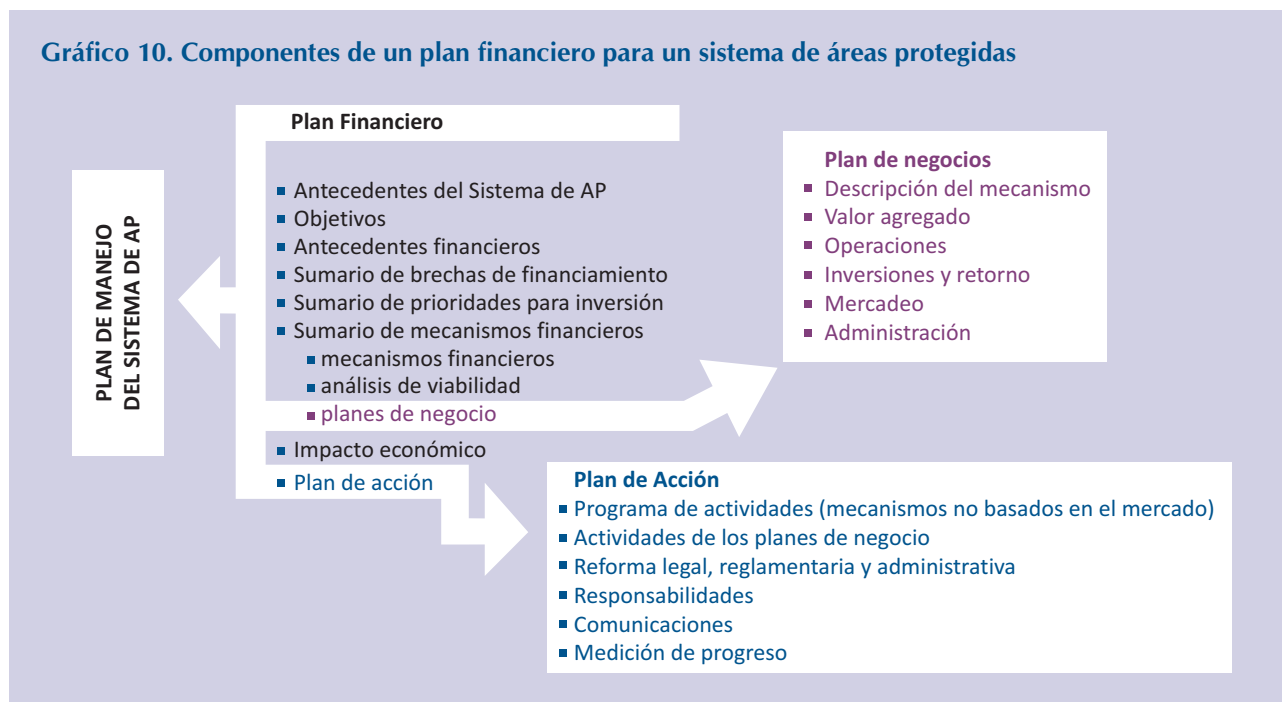 Gráfico 10. Componentes de un plan financiero para un sistema de áreas protegidas
PLAN DE MANEJO
DEL SISTEMA DE AP
Plan Financiero
Antecedentes del Sistema de AP
Objetivos
Antecedentes financieros
Sumario de brechas de financiamiento
Sumario de prioridades para inversión
Sumario de mecanismos financieros
mecanismos financieros
análisis de viabilidad
planes de negocio
Impacto económico
Plan de acción
Plan de negocios
Descripción del mecanismo
Valor agregado
Operaciones
Inversiones y retorno
Mercadeo
Administración
Plan de Acción
Programa de actividades (mecanismos no basados en el mercado)
Actividades de los planes de negocio
Reforma legal, reglamentaria y administrativa
Responsabilidades
Comunicaciones
Medición de progreso